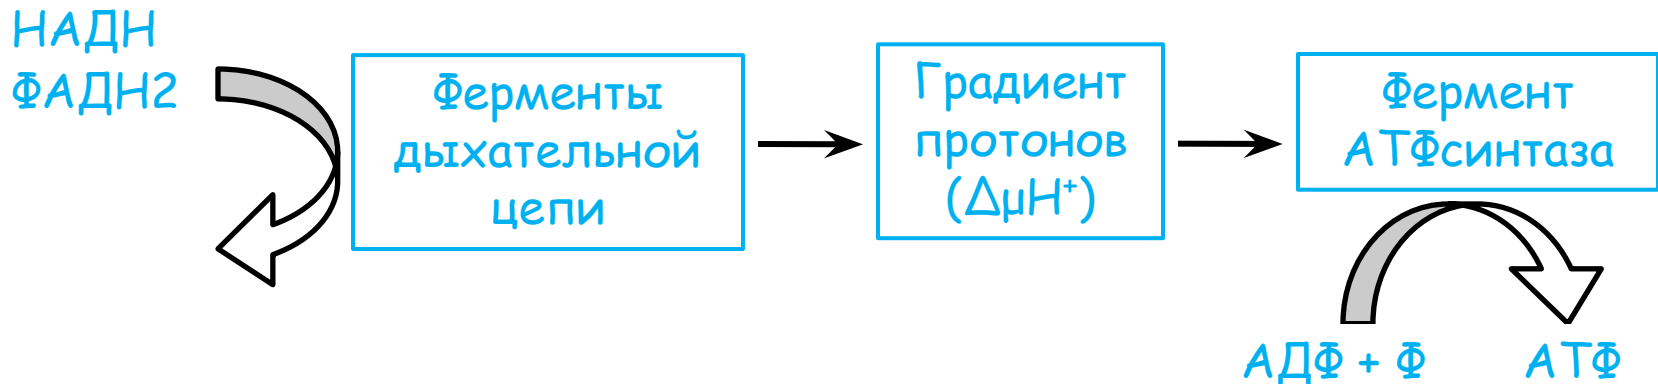 НАДН
ФАДН2
Ферменты
дыхательной
цепи
Градиент
протонов
(ΔμН⁺)
Фермент
АТФсинтаза
АДФ + Ф
АТФ